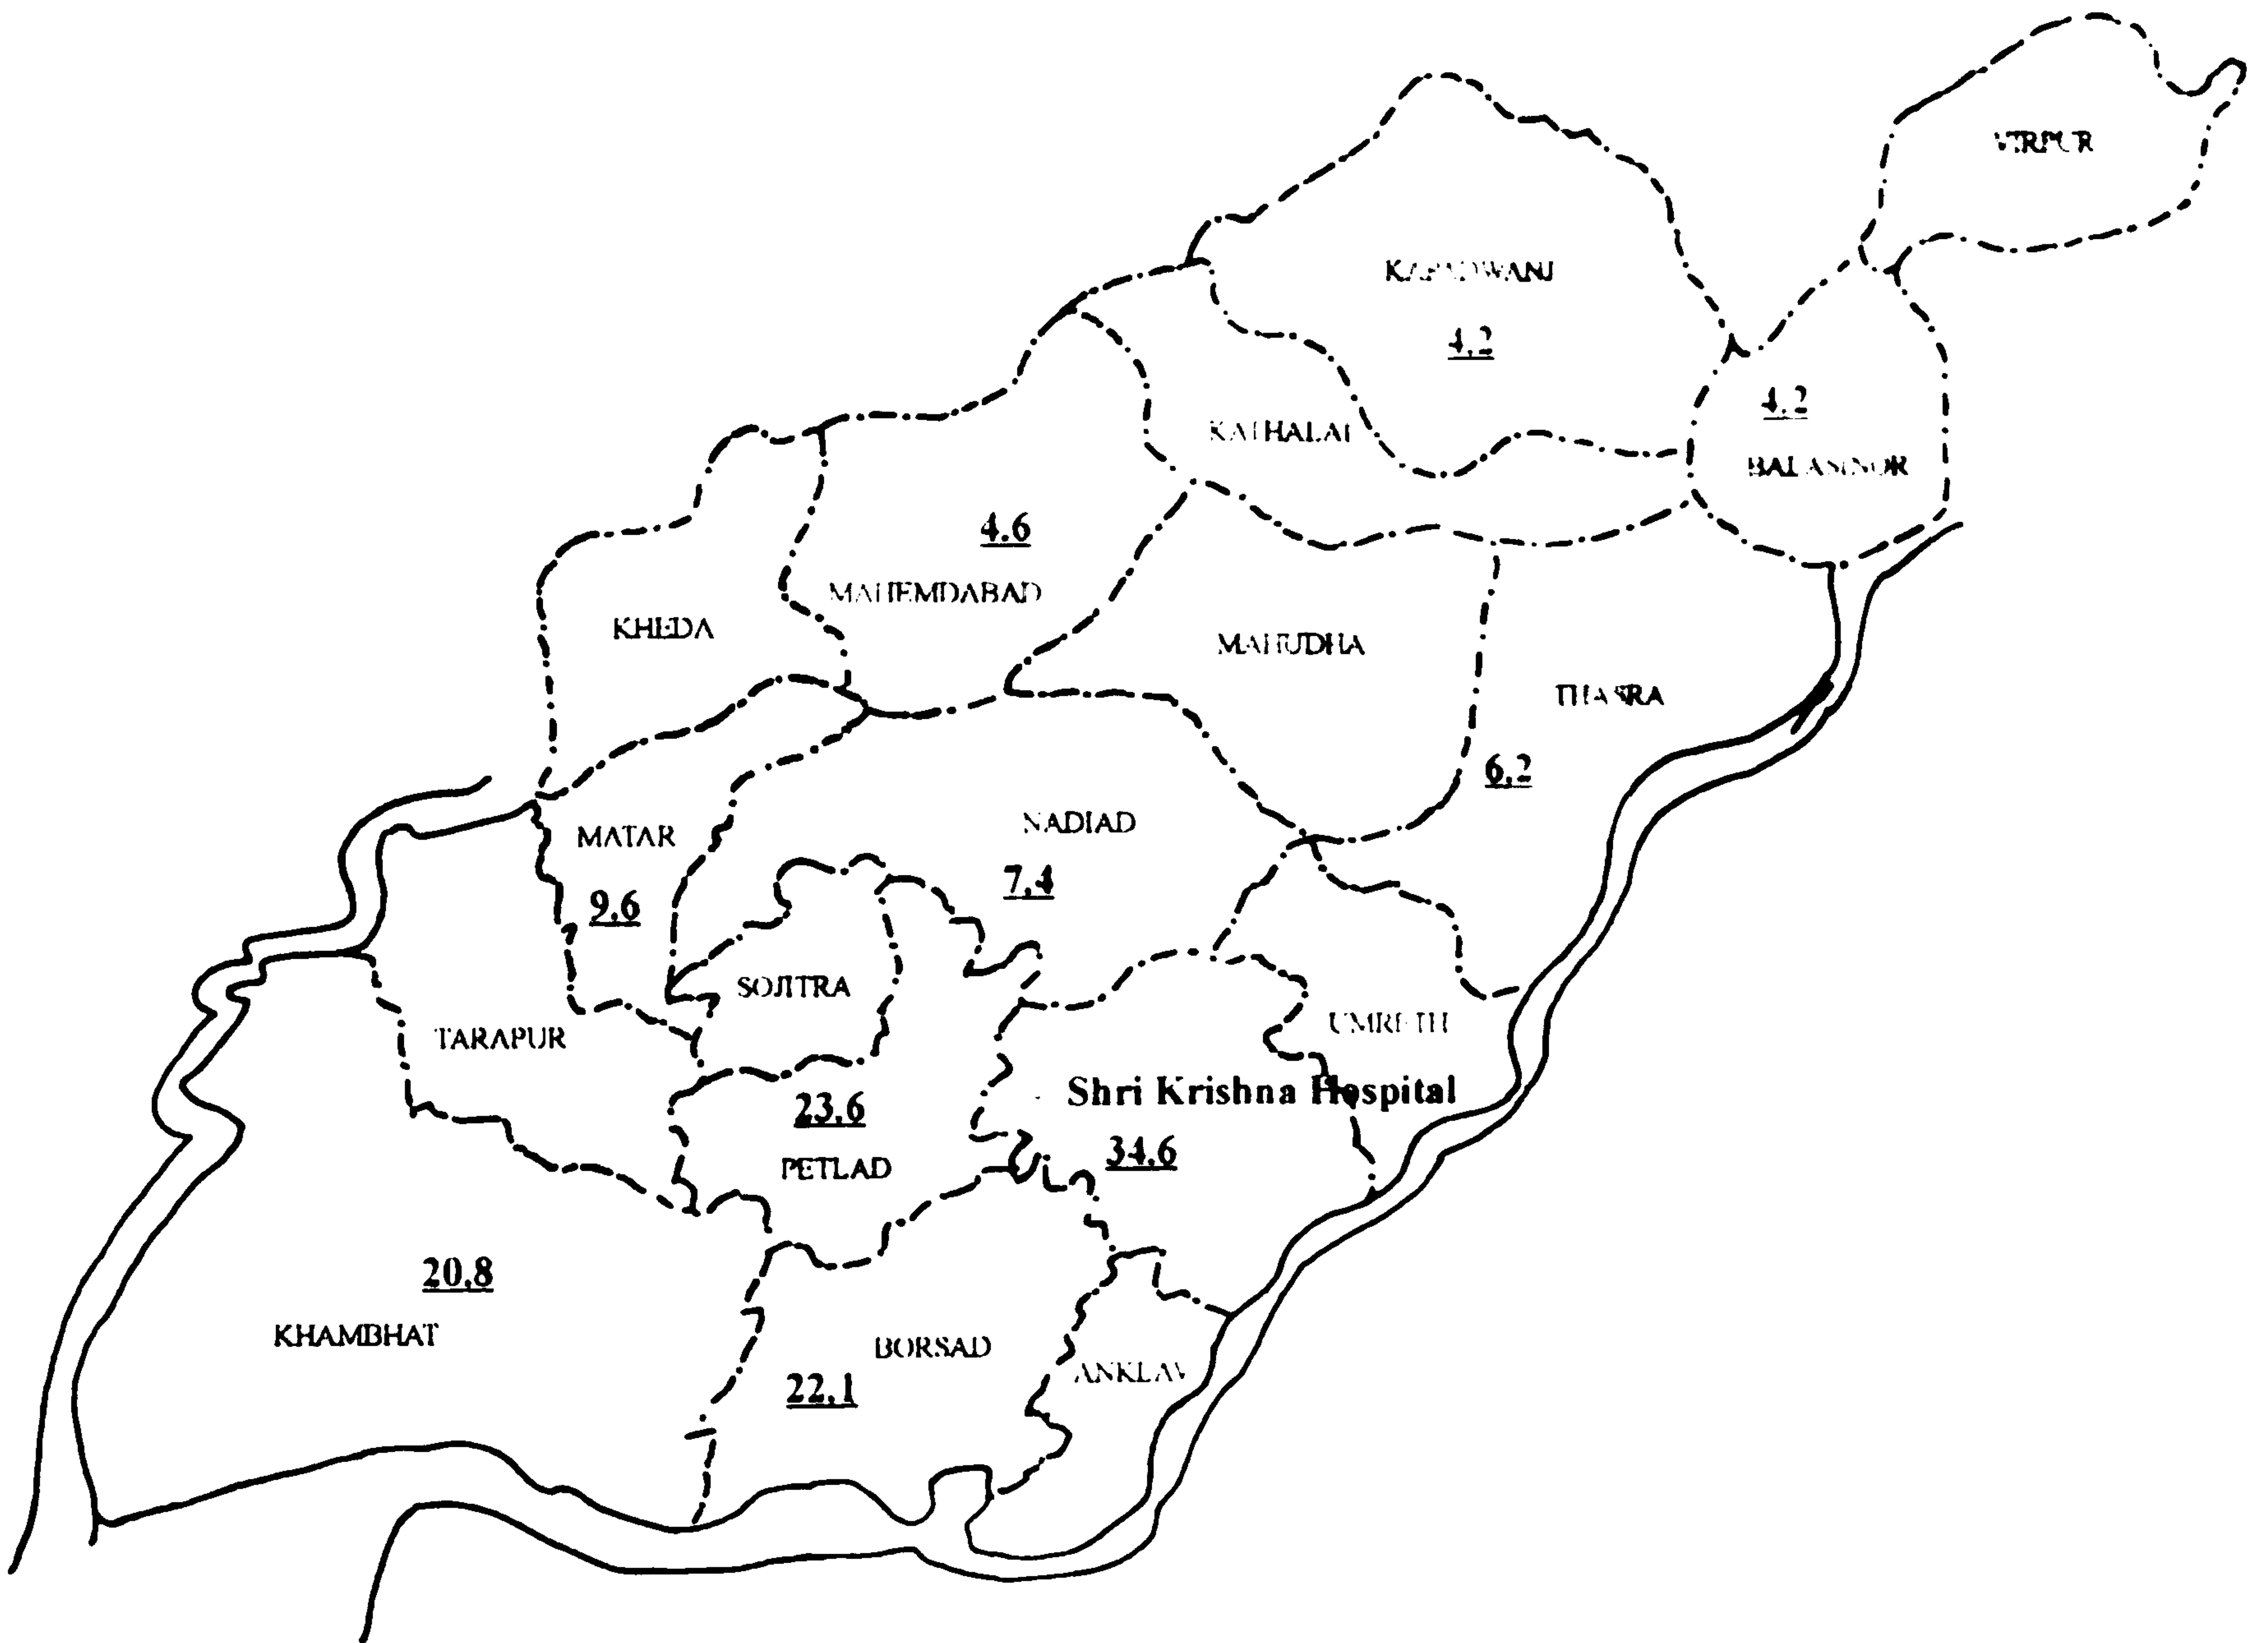 VIRPUR
KAPADWANJ
4.2
4.2
KATHALAL
BALASINOR
4.6
MAHEMDABAD
KHEDA
MAHUDHA
THASRA
6.2
NADIAD
MATAR
7.4
9.6
SOJITRA
UMRETH
TARAPUR
Shri Krishna Hospital
23.6
34.6
PETLAD
20.8
KHAMBHAT
BORSAD
ANKLAV
22.1